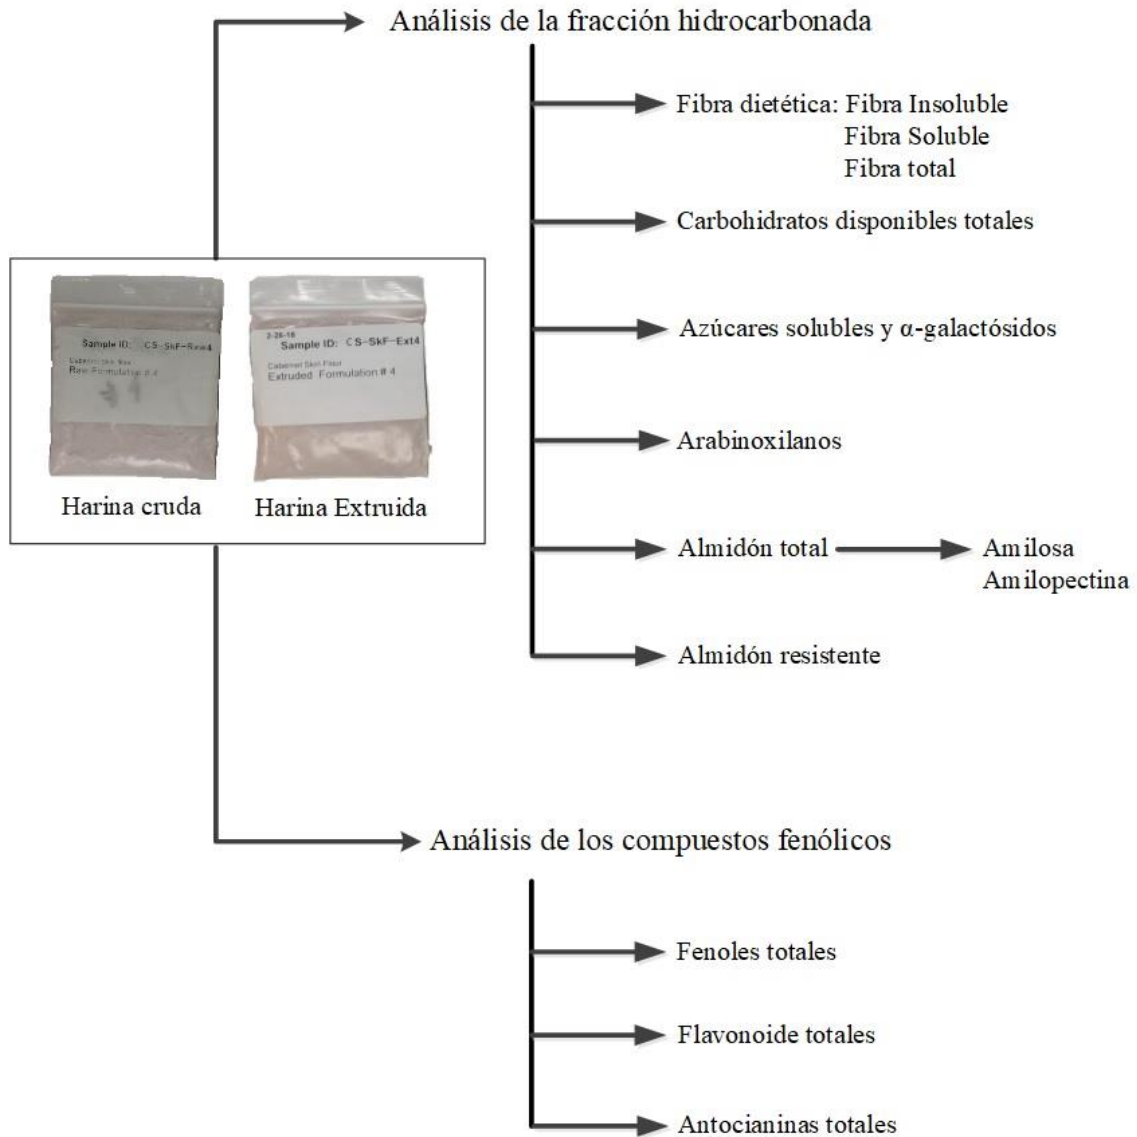 Análisis de la fracción hidrocarbonada
Fibra dietética: Fibra Insoluble
Fibra Soluble
Fibra total
Carbohidratos disponibles totales
Azúcares solubles y α-galactósidos
Arabinoxilanos
Almidón total
Amilosa
Amilopectina
Almidón resistente
Sample ID: CS-SkF-Raw4
Raw Formulation # 4
2-26-16
Sample ID: CS-SkF-Ext4
Cabernet Skin Flour
Extruded Formulation # 4
Harina cruda
Harina Extruida
Análisis de los compuestos fenólicos
Fenoles totales
Flavonoide totales
Antocianinas totales